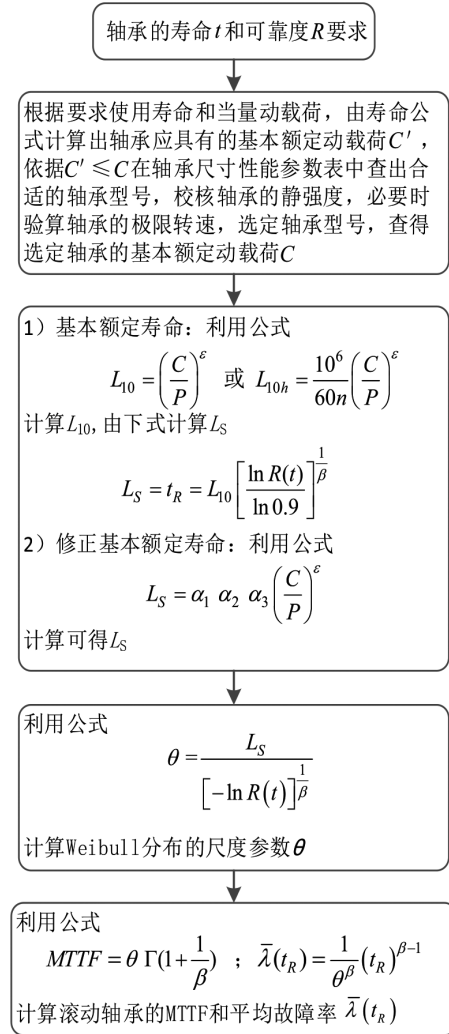 轴承的寿命t和可靠度R要求
根据要求使用寿命和当量动载荷，由寿命公
式计算出轴承应具有的基本额定动载荷C′，
依据C′≤C在轴承尺寸性能参数表中查出合
适的轴承型号，校核轴承的静强度，必要时
验算轴承的极限转速，选定轴承型号，查得
选定轴承的基本额定动载荷C
1）基本额定寿命：利用公式
L₁₀ = (C/P)^ε 或 L₁₀ₕ = 10⁶/60n (C/P)^ε
计算L₁₀,由下式计算L_S
L_S = t_R = L₁₀ [ln R(t)/ln 0.9]^(1/β)
2）修正基本额定寿命：利用公式
L_S = α₁ α₂ α₃ (C/P)^ε
计算可得L_S
利用公式
θ = L_S/[−ln R(t)]^(1/β)
计算Weibull分布的尺度参数θ
利用公式
MTTF = θ Γ(1+1/β) ； λ̄(t_R) = 1/θ^β (t_R)^(β−1)
计算滚动轴承的MTTF和平均故障率 λ̄(t_R)